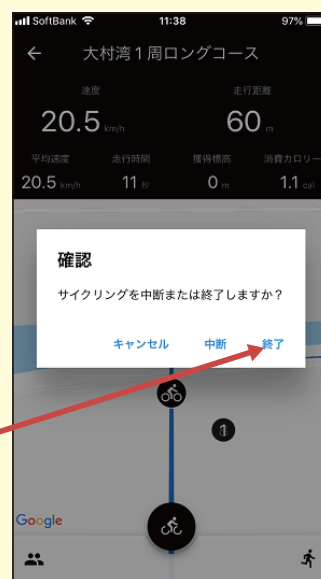 SoftBank 11:38 97%
大村湾1周ロングコース
速度 走行距離
20.5 km/h 60 m
平均速度 走行時間 獲得標高 消費カロリー
20.5 km/h 11 秒 0 m 1.1 cal
確認
サイクリングを中断または終了しますか？
キャンセル 中断 終了
1
Google